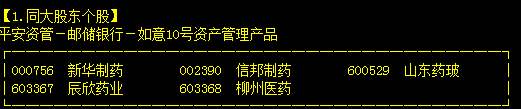 【1.同大股东个股】
平安资管－邮储银行－如意10号资产管理产品
000756 新华制药 002390 信邦制药 600529 山东药玻
603367 辰欣药业 603368 柳州医药